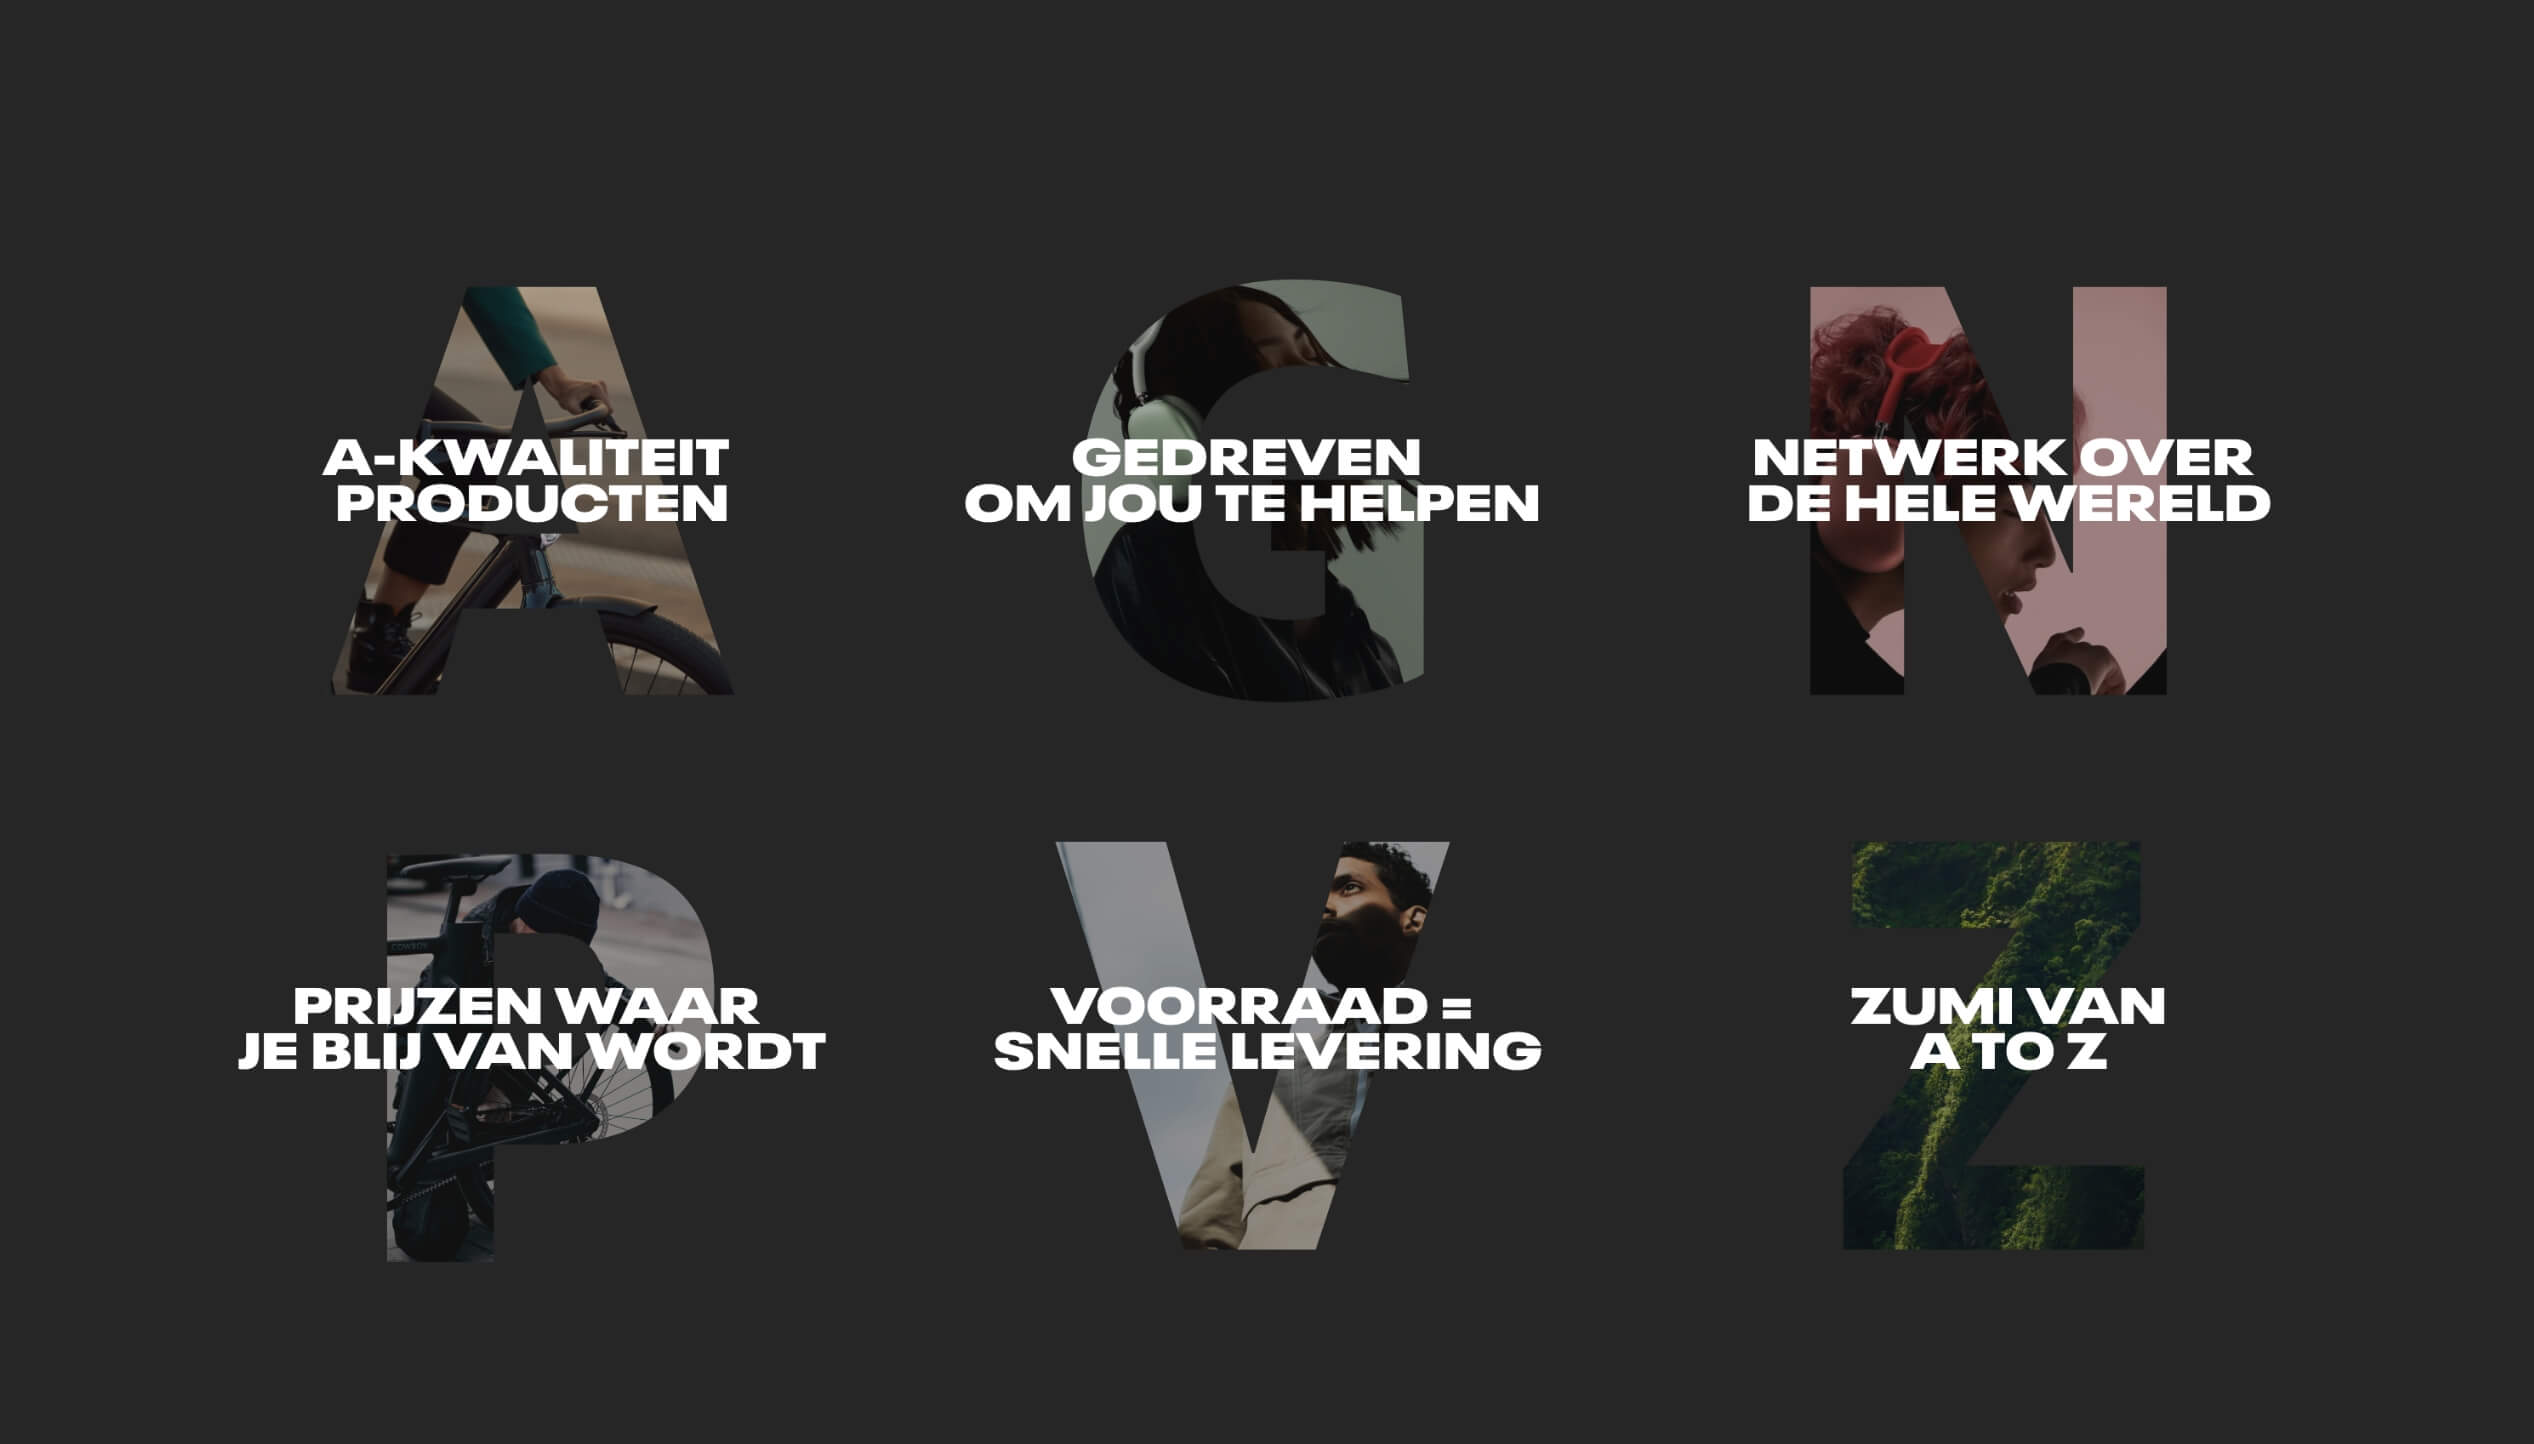 A-KWALITEIT
PRODUCTEN
GEDREVEN
OM JOU TE HELPEN
NETWERK OVER
DE HELE WERELD
PRIJZEN WAAR
JE BLIJ VAN WORDT
COWBOY
VOORRAAD =
SNELLE LEVERING
ZUMI VAN
A TO Z
A
G
N
P
V
Z